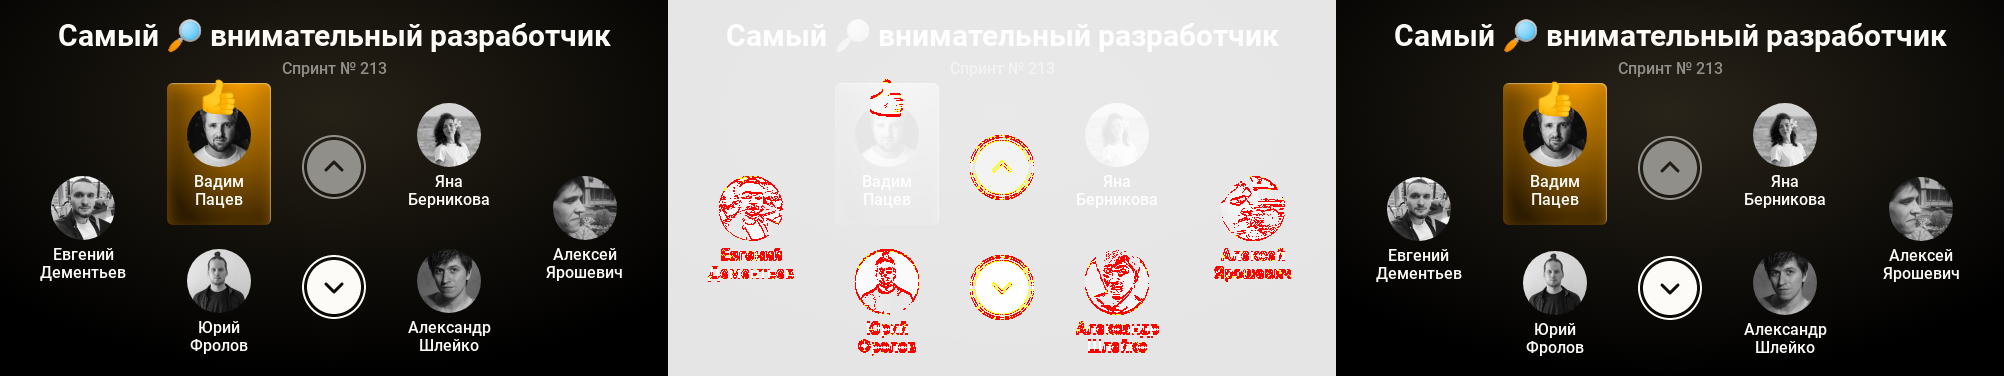 Самый 🔎 внимательный разработчик
Спринт № 213
Вадим
Пацев
Яна
Берникова
Евгений
Дементьев
Алексей
Ярошевич
Юрий
Фролов
Александр
Шлейко
Самый 🔎 внимательный разработчик
Спринт № 213
Вадим
Пацев
Яна
Берникова
Евгений
Дементьев
Алексей
Ярошевич
Юрий
Фролов
Александр
Шлейко
Самый 🔎 внимательный разработчик
Спринт № 213
Вадим
Пацев
Яна
Берникова
Евгений
Дементьев
Алексей
Ярошевич
Юрий
Фролов
Александр
Шлейко